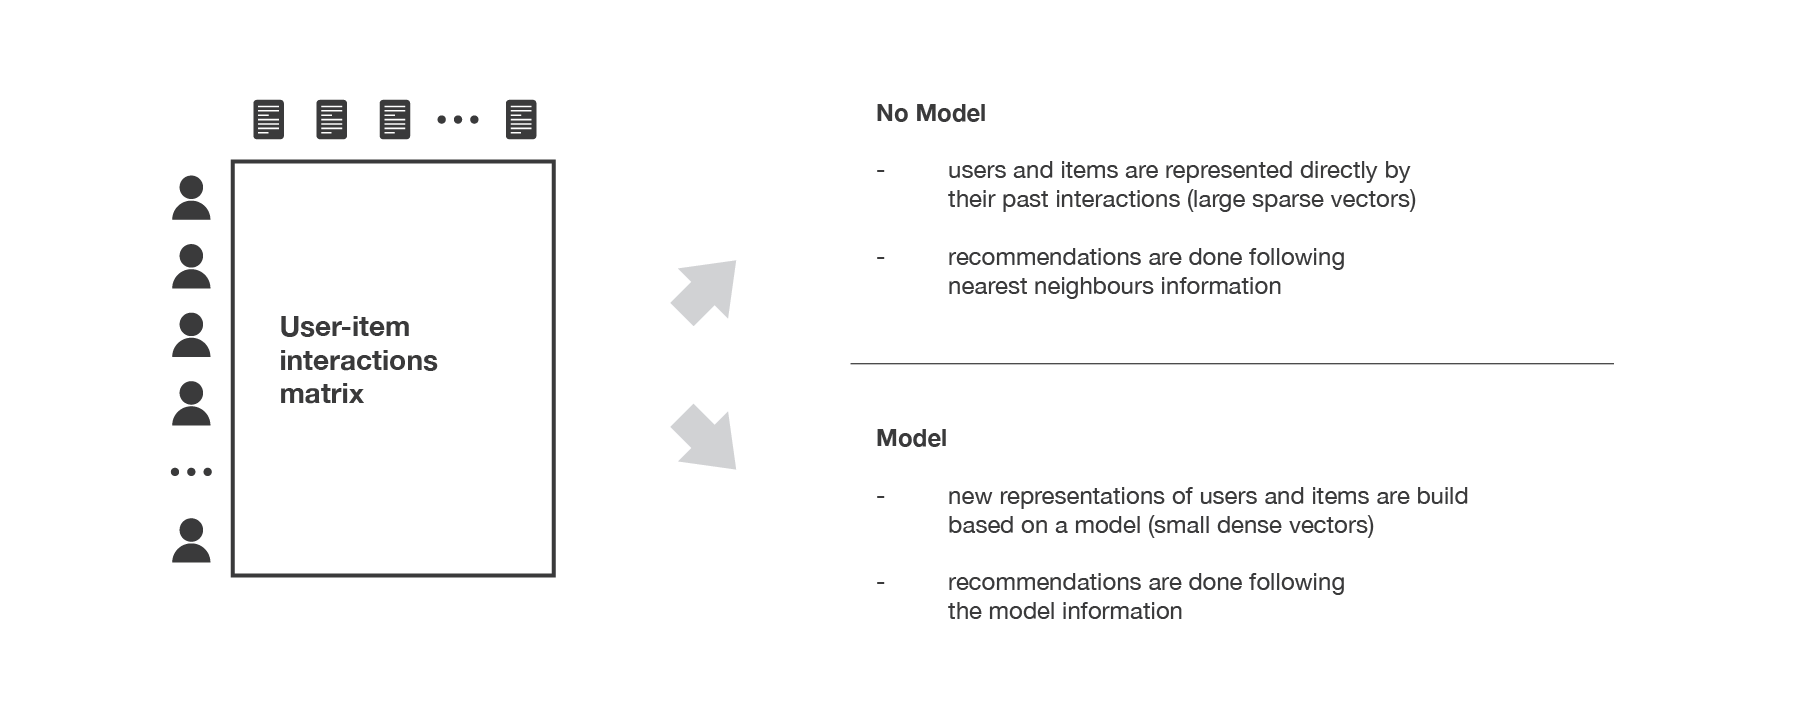 User-item
interactions
matrix
No Model
- users and items are represented directly by
their past interactions (large sparse vectors)
- recommendations are done following
nearest neighbours information
Model
- new representations of users and items are build
based on a model (small dense vectors)
- recommendations are done following
the model information